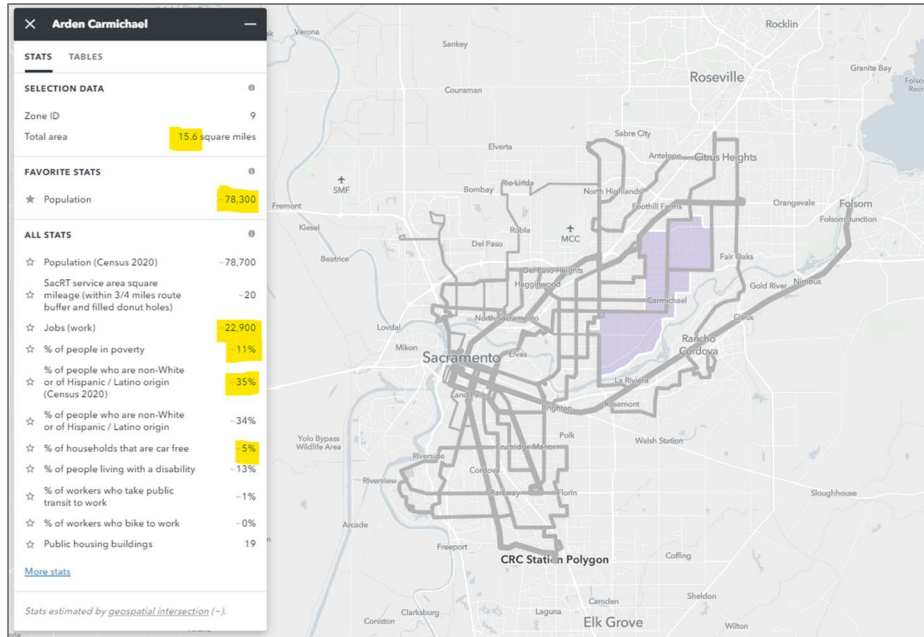 Arden Carmichael
STATS TABLES
SELECTION DATA
Zone ID 9
Total area 15.6 square miles
FAVORITE STATS
Population ~78,300
ALL STATS
Population (Census 2020) ~78,700
SacRT service area square
mileage (within 3/4 miles route
buffer and filled donut holes) ~20
Jobs (work) ~22,900
% of people in poverty ~11%
% of people who are non-White
or of Hispanic / Latino origin
(Census 2020) ~35%
% of people who are non-White
or of Hispanic / Latino origin ~34%
% of households that are car free ~5%
% of people living with a disability ~13%
% of workers who take public
transit to work ~1%
% of workers who bike to work ~0%
Public housing buildings 19
More stats
Stats estimated by geospatial intersection (~).
Verona
Sankey
Rocklin
Roseville
Granite Bay
Counsman
Sabre City
Elverta
Antelope
Citrus Heights
SMF
Bombay
Rio Linda
North Highlands
Orangevale
Folsom
Fremont
Foothill Farms
Folsom Junction
Kiesel
Robla
MCC
Del Paso
Beatrice
Fair Oaks
Del Paso Heights
Hagginwood
Gold River
Nimbus
Carmichael
Citrus
North Sacramento
Lovdal
Mikon
Rancho
Cordova
Sacramento
Elvas
La Riviera
Land Park
Brighton
Rosemont
Polk
Walsh Station
Yolo Bypass
Wildlife Area
Fruitridge Manor
Riverside
Cordova
Riverview
Parkway
Florin
Sloughhouse
Arcade
Freeport
CRC Station Polygon
Coffing
Sheldon
Camden
Clarksburg
Laguna
Elk Grove
Coniston
Wilton